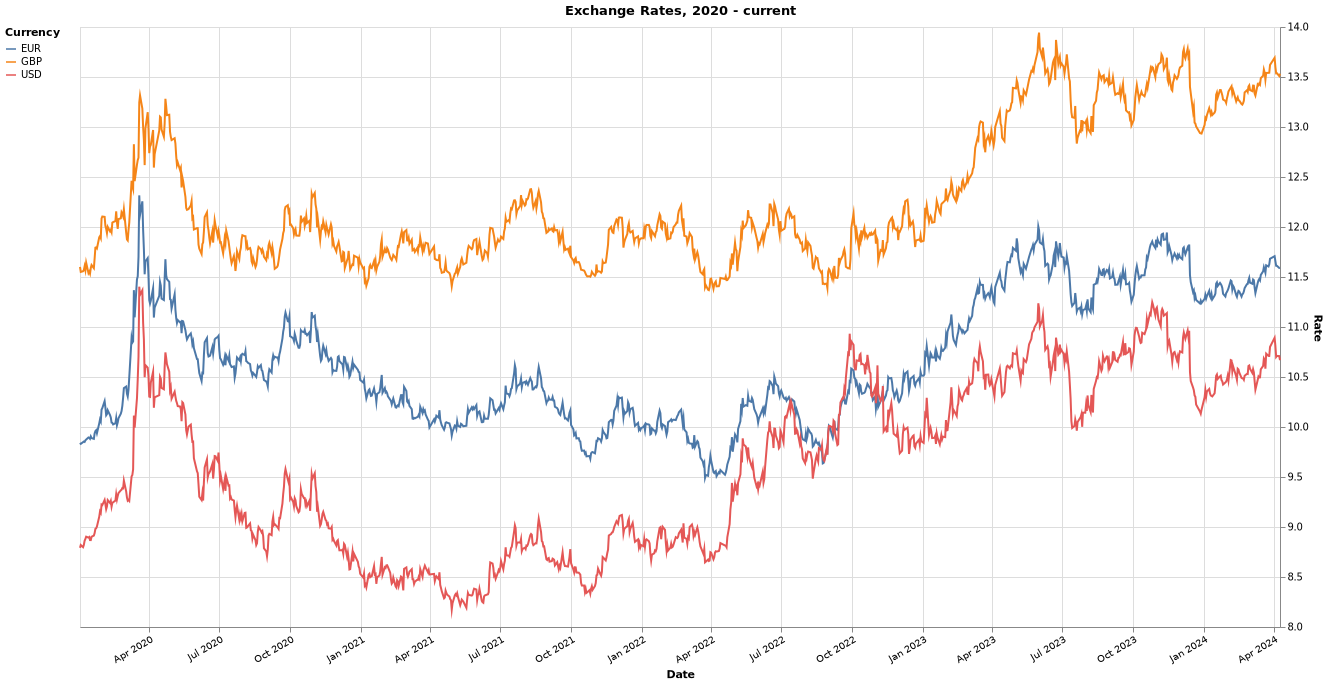 Exchange Rates, 2020 - current
Currency
EUR
GBP
USD
14.0
13.5
13.0
12.5
12.0
11.5
11.0
10.5
10.0
9.5
9.0
8.5
8.0
Rate
Apr 2020
Jul 2020
Oct 2020
Jan 2021
Apr 2021
Jul 2021
Oct 2021
Jan 2022
Apr 2022
Jul 2022
Oct 2022
Jan 2023
Apr 2023
Jul 2023
Oct 2023
Jan 2024
Apr 2024
Date